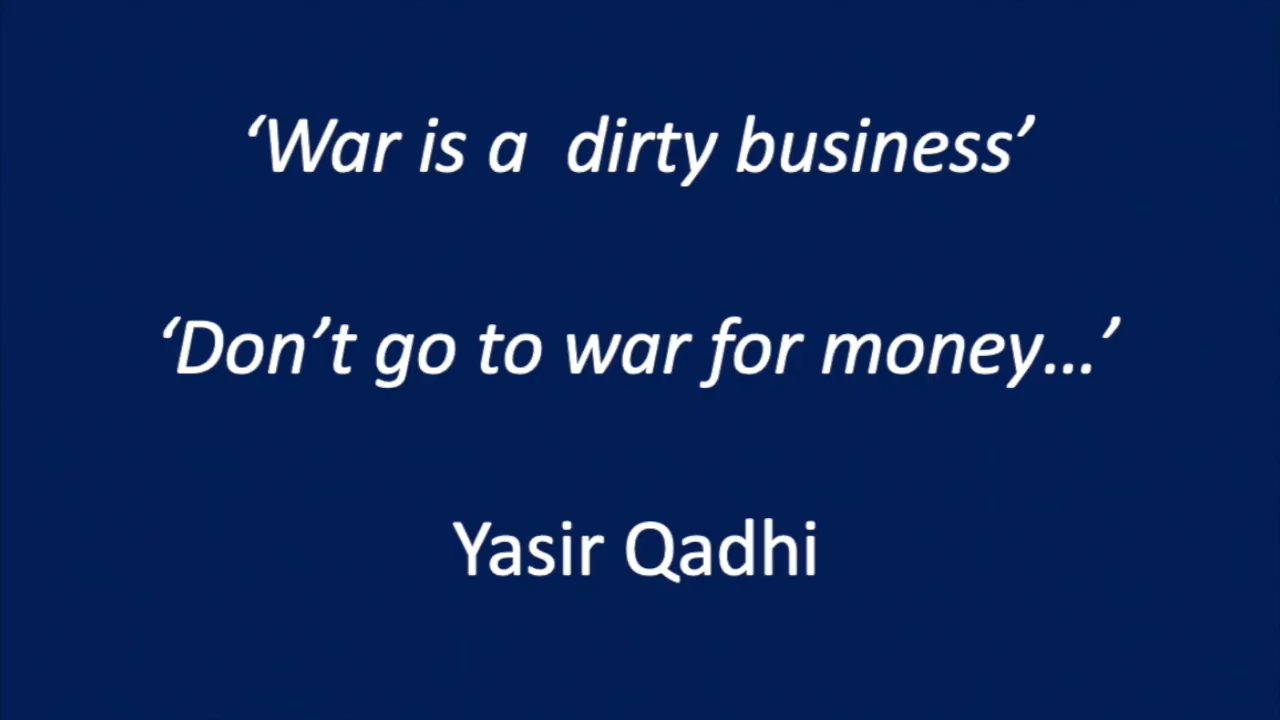 ‘War is a  dirty business’
‘Don’t go to war for money…’
Yasir Qadhi